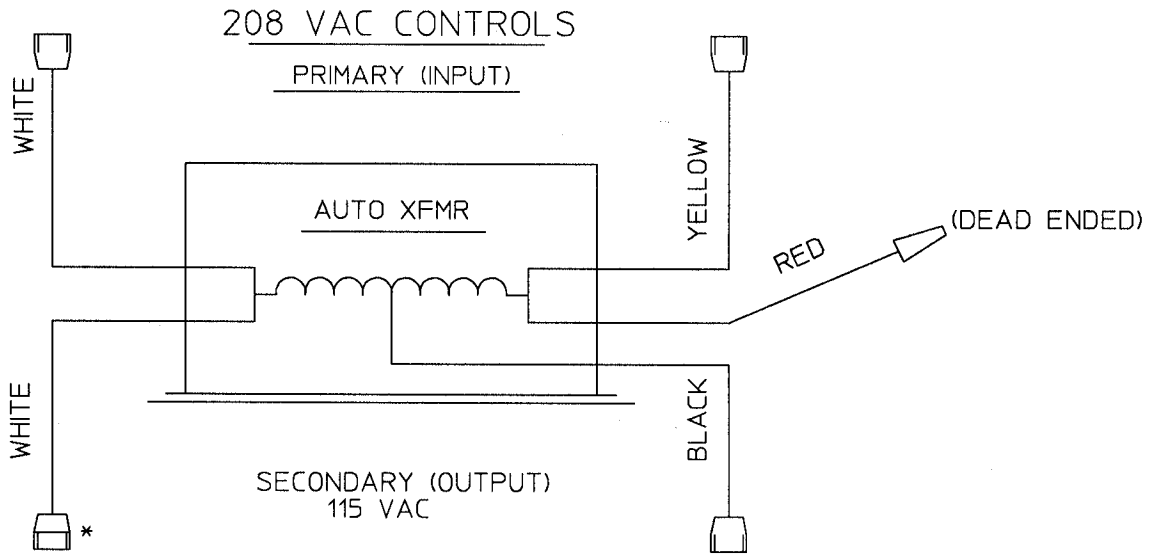 208 VAC CONTROLS
PRIMARY (INPUT)
WHITE
YELLOW
AUTO XFMR
(DEAD ENDED)
RED
WHITE
BLACK
SECONDARY (OUTPUT)
115 VAC
*